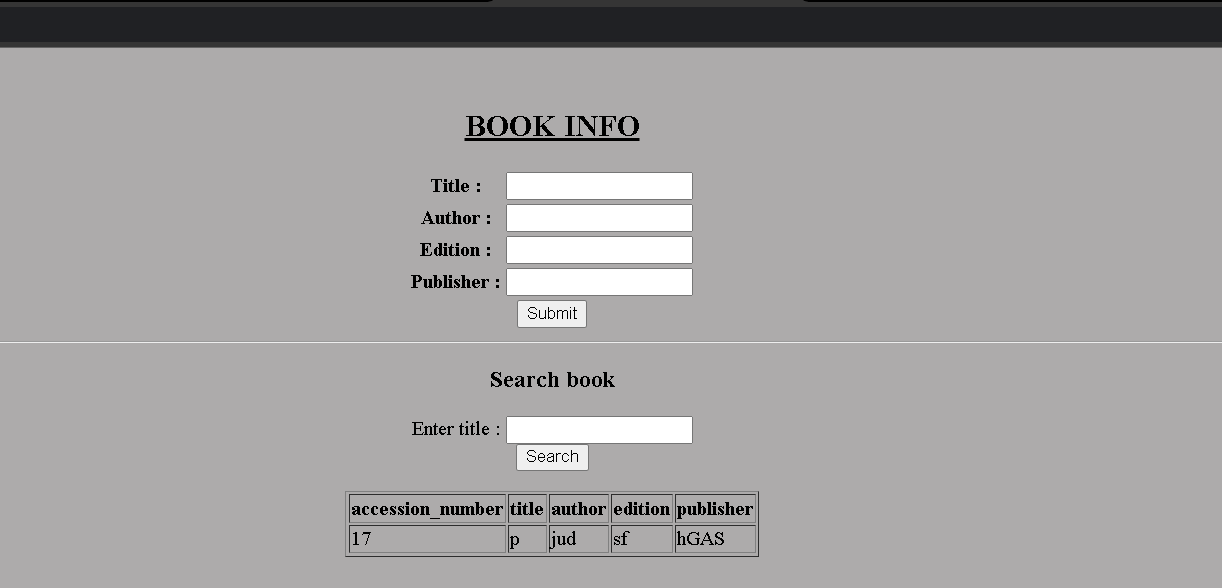 BOOK INFO
Title :
Author :
Edition :
Publisher :
Submit
Search book
Enter title :
Search
accession_number title author edition publisher
17 p jud sf hGAS